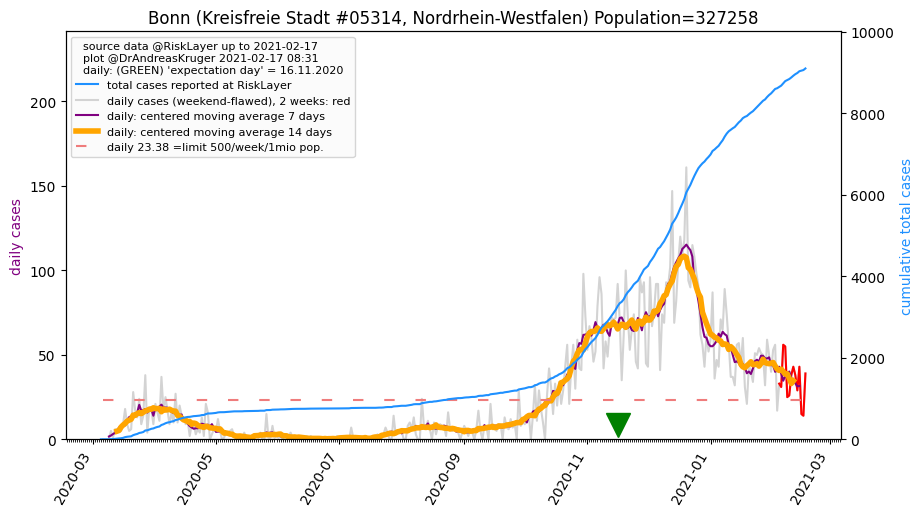 Bonn (Kreisfreie Stadt #05314, Nordrhein-Westfalen) Population=327258
source data @RiskLayer up to 2021-02-17
plot @DrAndreasKruger 2021-02-17 08:31
daily: (GREEN) 'expectation day' = 16.11.2020
total cases reported at RiskLayer
daily cases (weekend-flawed), 2 weeks: red
daily: centered moving average 7 days
daily: centered moving average 14 days
daily 23.38 =limit 500/week/1mio pop.
daily cases
200
150
100
50
0
cumulative total cases
10000
8000
6000
4000
2000
0
2020-03
2020-05
2020-07
2020-09
2020-11
2021-01
2021-03